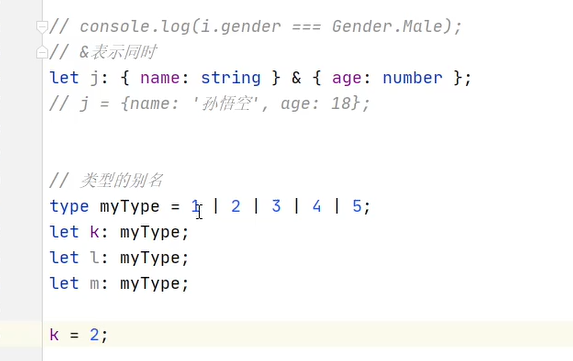 // console.log(i.gender === Gender.Male);
// &表示同时
let j: { name: string } & { age: number };
// j = {name: '孙悟空', age: 18};
// 类型的别名
type myType = 1 | 2 | 3 | 4 | 5;
let k: myType;
let l: myType;
let m: myType;
k = 2;